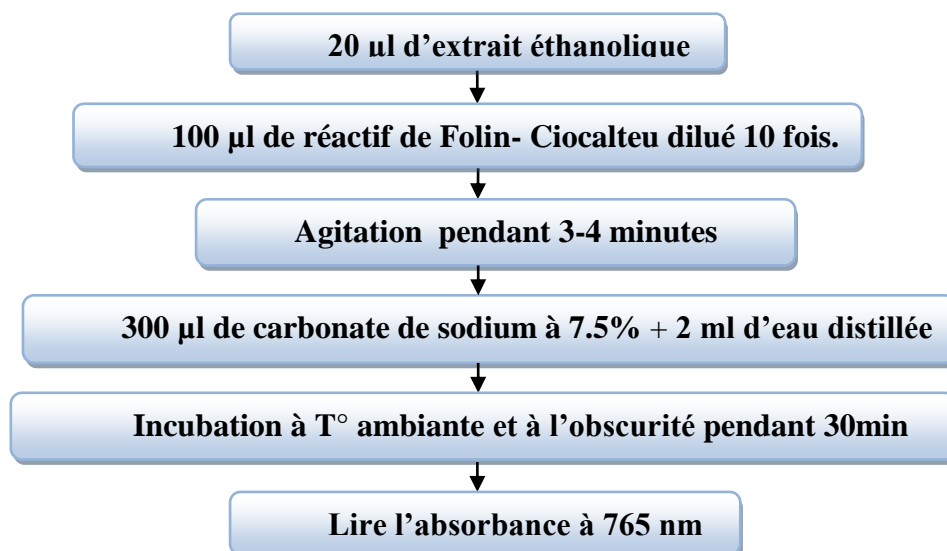 20 µl d’extrait éthanolique
100 µl de réactif de Folin- Ciocalteu dilué 10 fois.
Agitation pendant 3-4 minutes
300 µl de carbonate de sodium à 7.5% + 2 ml d’eau distillée
Incubation à T° ambiante et à l’obscurité pendant 30min
Lire l’absorbance à 765 nm